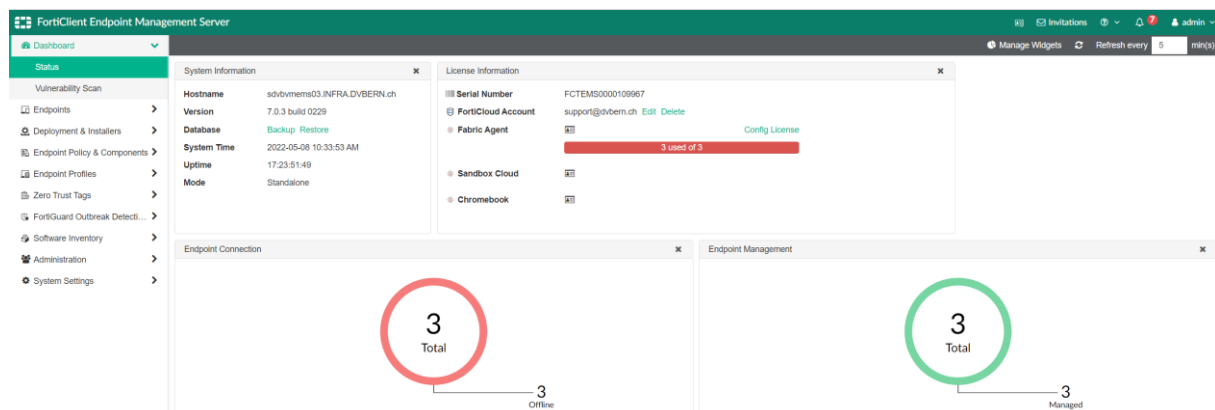 FortiClient Endpoint Management Server
Invitations
7
admin
Manage Widgets Refresh every 5 min(s)
Dashboard
Status
Vulnerability Scan
Endpoints
Deployment & Installers
Endpoint Policy & Components
Endpoint Profiles
Zero Trust Tags
FortiGuard Outbreak Detecti...
Software Inventory
Administration
System Settings
System Information
Hostname sdvbvmems03.INFRA.DVBERN.ch
Version 7.0.3 build 0229
Database Backup Restore
System Time 2022-05-08 10:33:53 AM
Uptime 17:23:51:49
Mode Standalone
License Information
Serial Number FCTEMS0000109967
FortiCloud Account support@dvbern.ch Edit Delete
Fabric Agent Config License
3 used of 3
Sandbox Cloud
Chromebook
Endpoint Connection
3
Total
3
Offline
Endpoint Management
3
Total
3
Managed